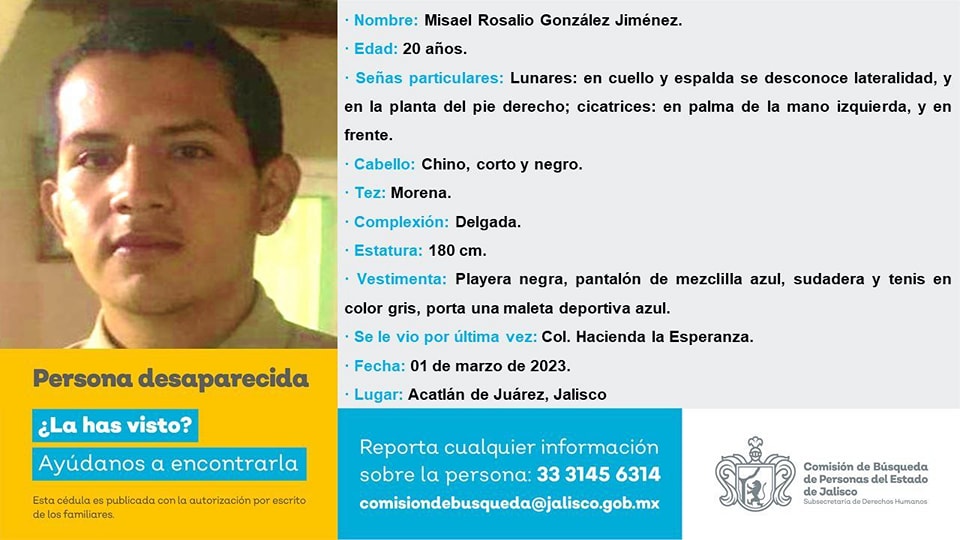 · Nombre: Misael Rosalio González Jiménez.
· Edad: 20 años.
· Señas particulares: Lunares: en cuello y espalda se desconoce lateralidad, y
en la planta del pie derecho; cicatrices: en palma de la mano izquierda, y en
frente.
· Cabello: Chino, corto y negro.
· Tez: Morena.
· Complexión: Delgada.
· Estatura: 180 cm.
· Vestimenta: Playera negra, pantalón de mezclilla azul, sudadera y tenis en
color gris, porta una maleta deportiva azul.
· Se le vio por última vez: Col. Hacienda la Esperanza.
· Fecha: 01 de marzo de 2023.
· Lugar: Acatlán de Juárez, Jalisco
Persona desaparecida
¿La has visto?
Ayúdanos a encontrarla
Esta cédula es publicada con la autorización por escrito
de los familiares.
Reporta cualquier información
sobre la persona: 33 3145 6314
comisiondebusqueda@jalisco.gob.mx
Comisión de Búsqueda
de Personas del Estado
de Jalisco
Subsecretaría de Derechos Humanos